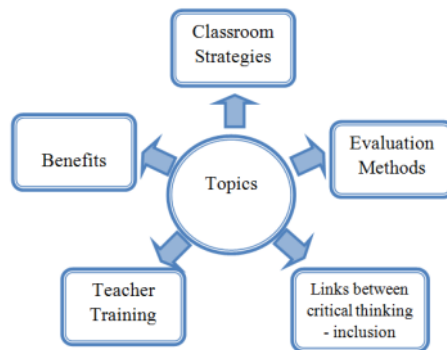 Classroom
Strategies
Benefits
Evaluation
Methods
Topics
Teacher
Training
Links between
critical thinking
- inclusion